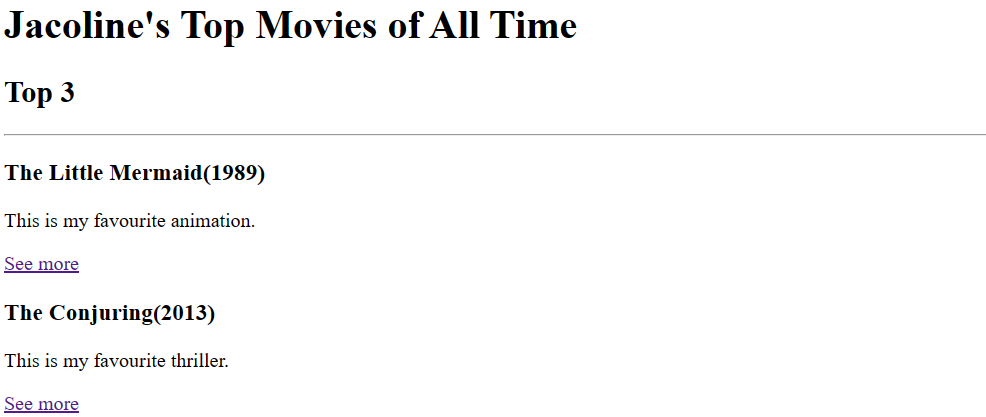 Jacoline's Top Movies of All Time
Top 3
The Little Mermaid(1989)
This is my favourite animation.
See more
The Conjuring(2013)
This is my favourite thriller.
See more